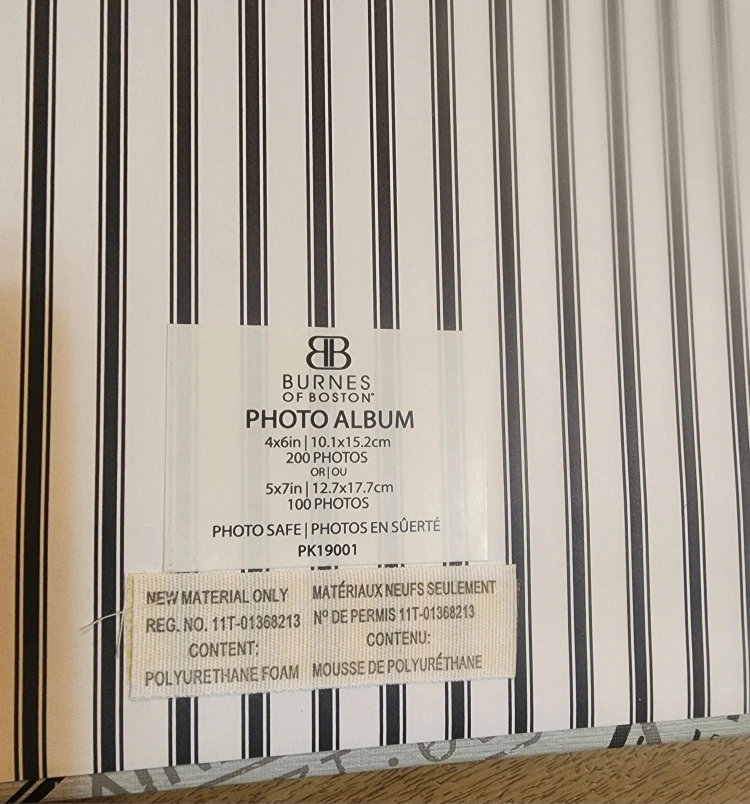 BB
BURNES
OF BOSTON®
PHOTO ALBUM
4x6in | 10.1x15.2cm
200 PHOTOS
OR|OU
5x7in | 12.7x17.7cm
100 PHOTOS
PHOTO SAFE | PHOTOS EN SÛERTÉ
PK19001
NEW MATERIAL ONLY
REG. NO. 11T-01368213
CONTENT:
POLYURETHANE FOAM
MATÉRIAUX NEUFS SEULEMENT
Nº DE PERMIS 11T-01368213
CONTENU:
MOUSSE DE POLYURÉTHANE